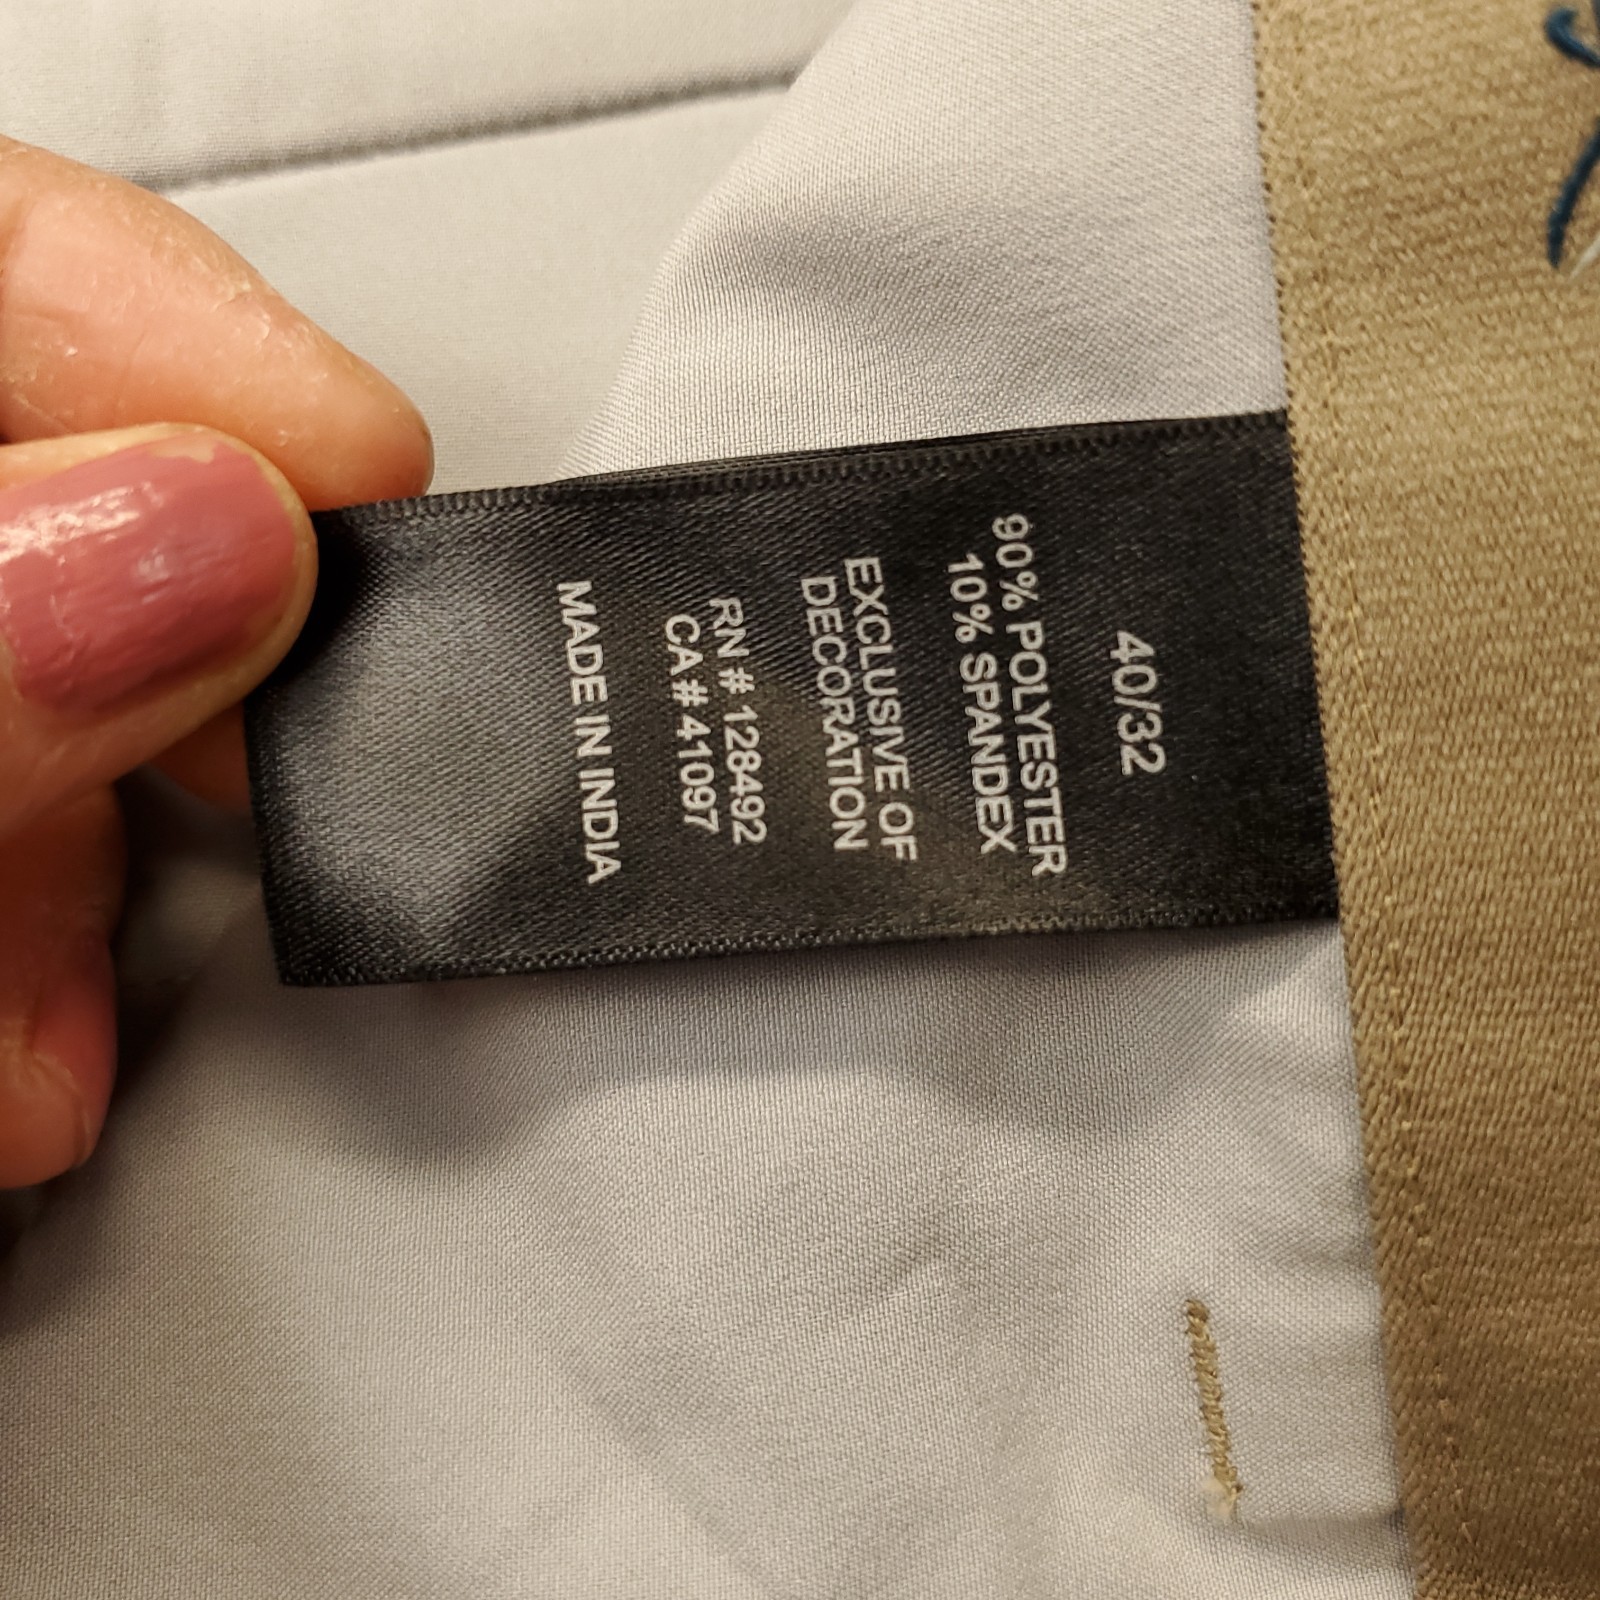 40/32
90% POLYESTER
10% SPANDEX
EXCLUSIVE OF
DECORATION
RN # 128492
CA # 41097
MADE IN INDIA